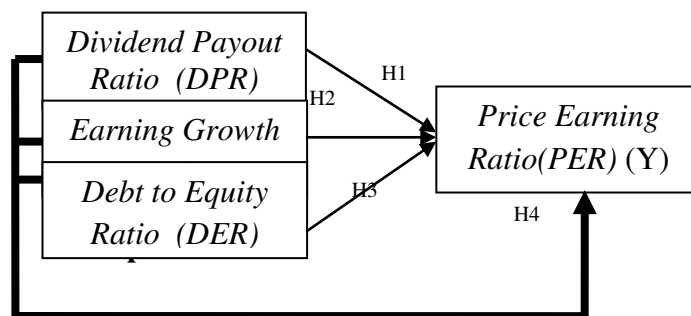 Dividend Payout
Ratio (DPR)
H1
H2
Earning Growth
Price Earning
Ratio(PER) (Y)
Debt to Equity
Ratio (DER)
H3
H4